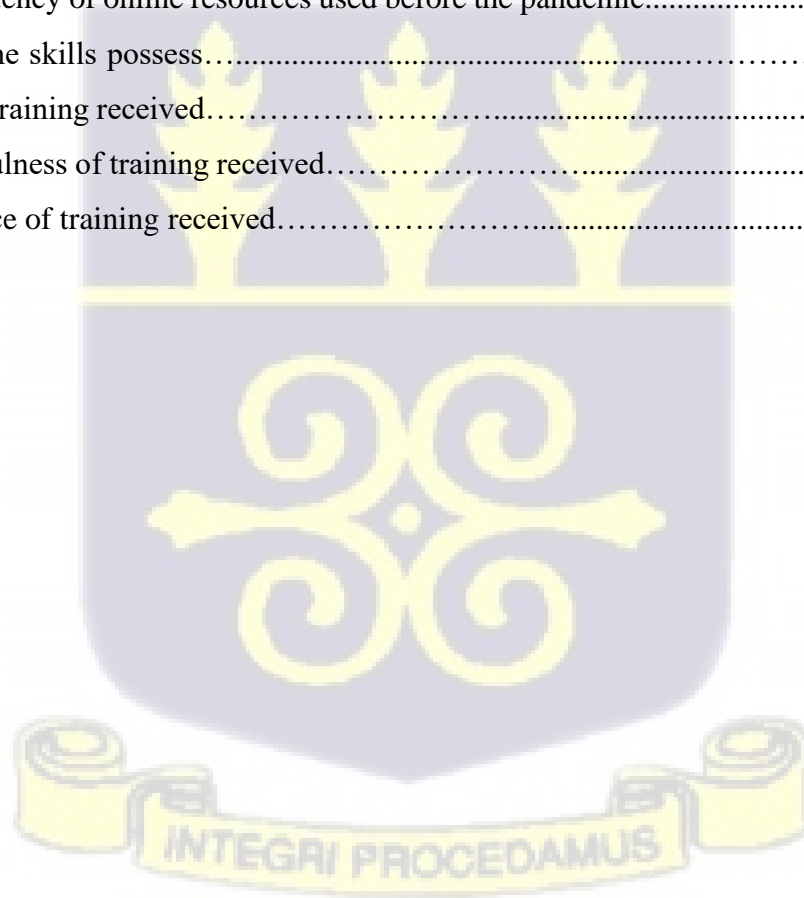 ency of online resources used before the pandemic............................
ne skills possess…...........................................................…………
raining received…………………………..........................................
ulness of training received…………………….............................
ce of training received…………………….....................................
INTEGRI PROCEDAMUS